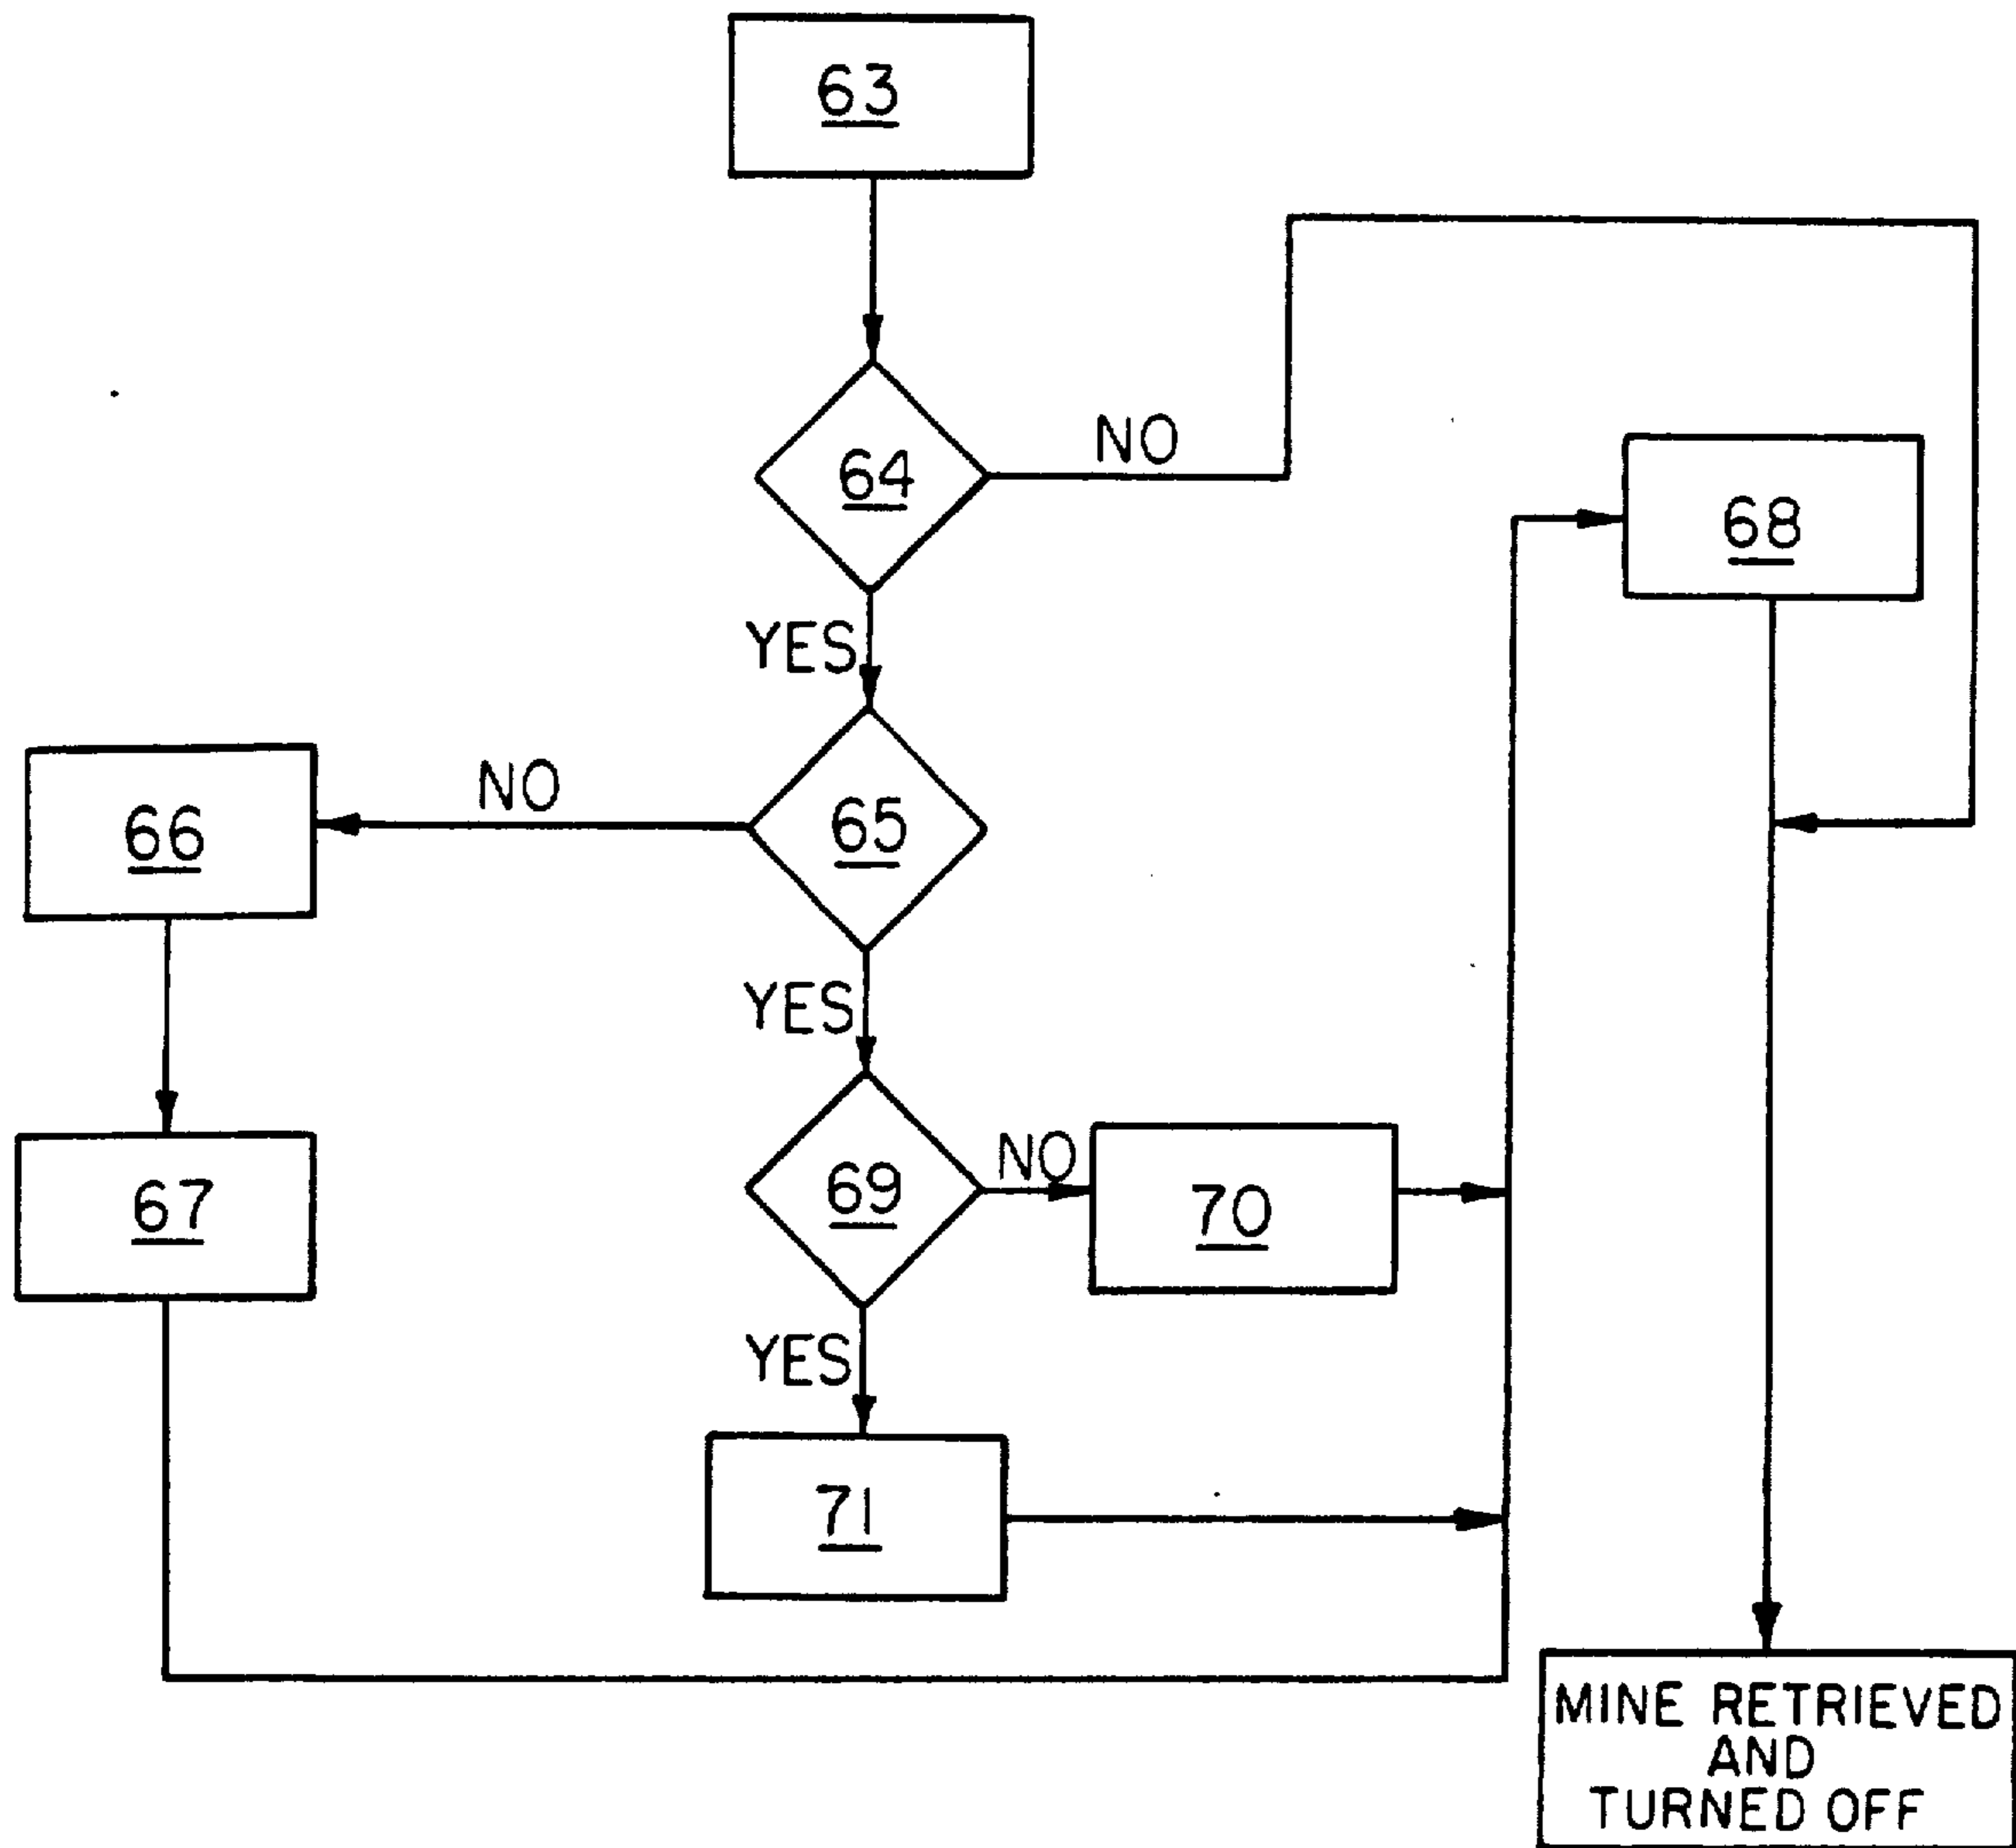 63
64
NO
68
YES
65
NO
66
YES
69
NO
70
67
YES
71
MINE RETRIEVED
AND
TURNED OFF